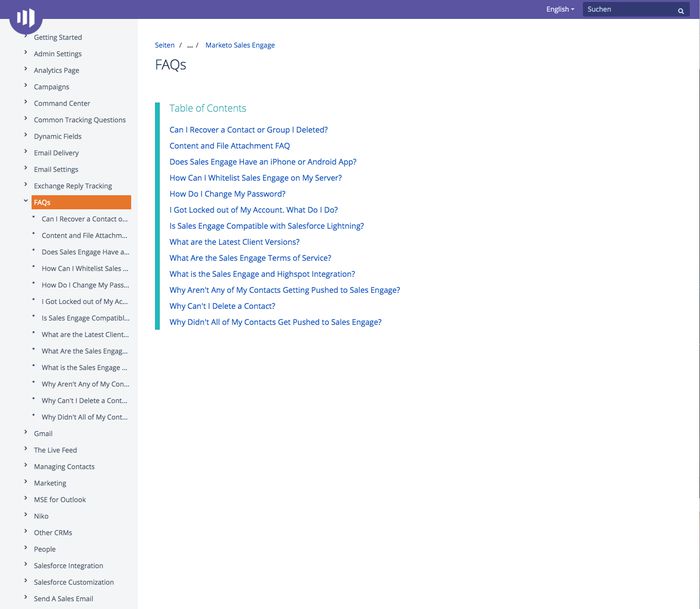 English
Suchen
Getting Started
Admin Settings
Analytics Page
Campaigns
Command Center
Common Tracking Questions
Dynamic Fields
Email Delivery
Email Settings
Exchange Reply Tracking
FAQs
Can I Recover a Contact o...
Content and File Attachm...
Does Sales Engage Have a...
How Can I Whitelist Sales ...
How Do I Change My Pass...
I Got Locked out of My Ac...
Is Sales Engage Compatibl...
What are the Latest Client...
What Are the Sales Engag...
What is the Sales Engage ...
Why Aren't Any of My Con...
Why Can't I Delete a Cont...
Why Didn't All of My Cont...
Gmail
The Live Feed
Managing Contacts
Marketing
MSE for Outlook
Niko
Other CRMs
People
Salesforce Integration
Salesforce Customization
Send A Sales Email
Seiten / ... / Marketo Sales Engage
FAQs
Table of Contents
Can I Recover a Contact or Group I Deleted?
Content and File Attachment FAQ
Does Sales Engage Have an iPhone or Android App?
How Can I Whitelist Sales Engage on My Server?
How Do I Change My Password?
I Got Locked out of My Account. What Do I Do?
Is Sales Engage Compatible with Salesforce Lightning?
What are the Latest Client Versions?
What Are the Sales Engage Terms of Service?
What is the Sales Engage and Highspot Integration?
Why Aren't Any of My Contacts Getting Pushed to Sales Engage?
Why Can't I Delete a Contact?
Why Didn't All of My Contacts Get Pushed to Sales Engage?